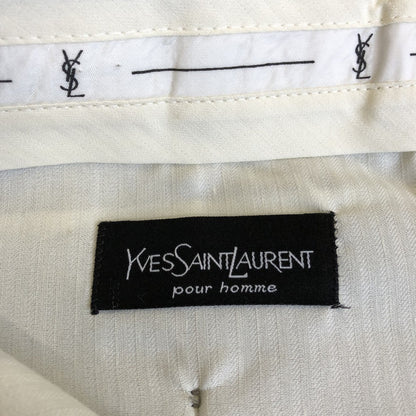 YSL YSL
YVESSAINTLAURENT
pour homme